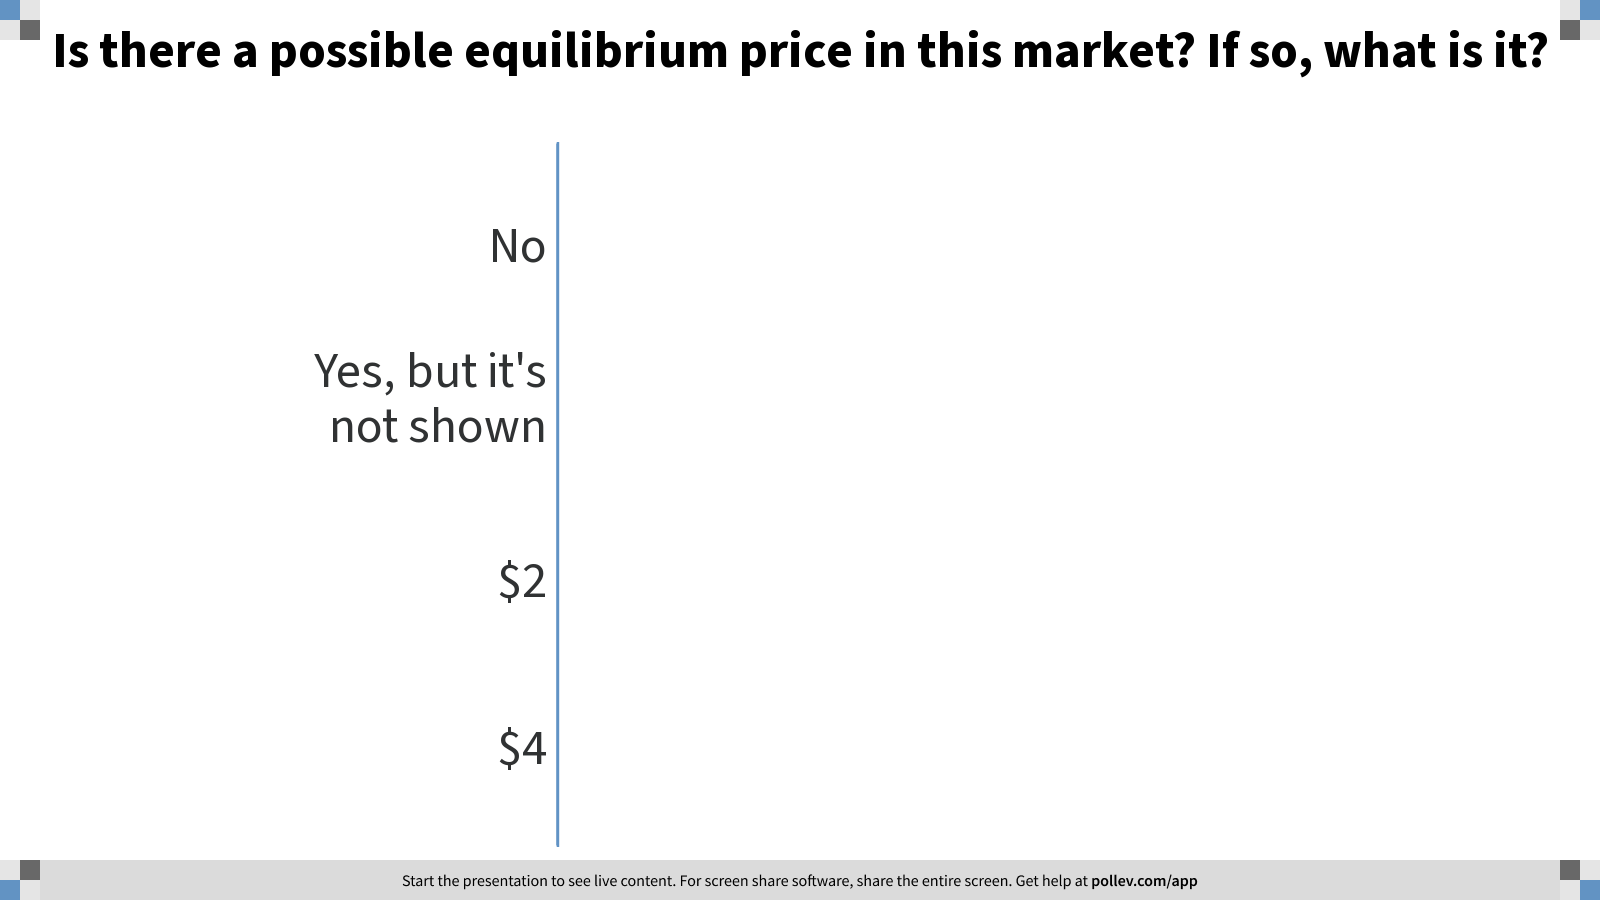 Is there a possible equilibrium price in this market? If so, what is it?
No
Yes, but it's
not shown
$2
$4
Start the presentation to see live content. For screen share software, share the entire screen. Get help at pollev.com/app